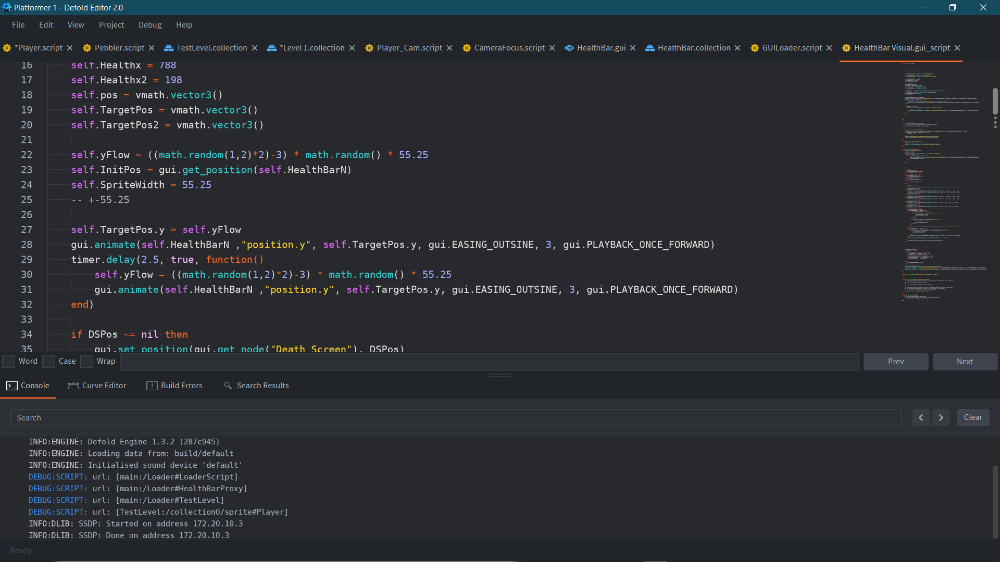 Platformer 1 - Defold Editor 2.0
File Edit View Project Debug Help
*Player.script Pebbler.script TestLevel.collection *Level 1.collection Player_Cam.script CameraFocus.script HealthBar.gui HealthBar.collection GUILoader.script HealthBar Visual.gui_script
16 self.Healthx = 788
17 self.Healthx2 = 198
18 self.pos = vmath.vector3()
19 self.TargetPos = vmath.vector3()
20 self.TargetPos2 = vmath.vector3()
21
22 self.yFlow = ((math.random(1,2)*2)-3) * math.random() * 55.25
23 self.InitPos = gui.get_position(self.HealthBarN)
24 self.SpriteWidth = 55.25
25 -- +-55.25
26
27 self.TargetPos.y = self.yFlow
28 gui.animate(self.HealthBarN ,"position.y", self.TargetPos.y, gui.EASING_OUTSINE, 3, gui.PLAYBACK_ONCE_FORWARD)
29 timer.delay(2.5, true, function()
30 self.yFlow = ((math.random(1,2)*2)-3) * math.random() * 55.25
31 gui.animate(self.HealthBarN ,"position.y", self.TargetPos.y, gui.EASING_OUTSINE, 3, gui.PLAYBACK_ONCE_FORWARD)
32 end)
33
34 if DSPos ~= nil then
35 gui.set_position(gui.get_node("Death Screen"), DSPos)
Word Case Wrap Prev Next
Console Curve Editor Build Errors Search Results
Search Clear
INFO:ENGINE: Defold Engine 1.3.2 (287c945)
INFO:ENGINE: Loading data from: build/default
INFO:ENGINE: Initialised sound device 'default'
DEBUG:SCRIPT: url: [main:/Loader#LoaderScript]
DEBUG:SCRIPT: url: [main:/Loader#HealthBarProxy]
DEBUG:SCRIPT: url: [main:/Loader#TestLevel]
DEBUG:SCRIPT: url: [TestLevel:/collection0/sprite#Player]
INFO:DLIB: SSDP: Started on address 172.20.10.3
INFO:DLIB: SSDP: Done on address 172.20.10.3
Ready